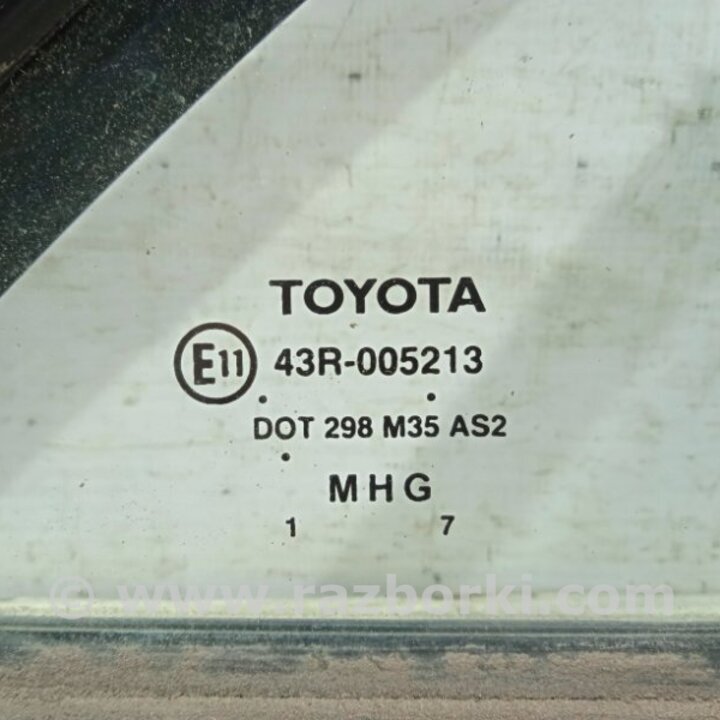 TOYOTA
E11 43R-005213
DOT 298 M35 AS2
MHG
1 7
© www.razborki.com